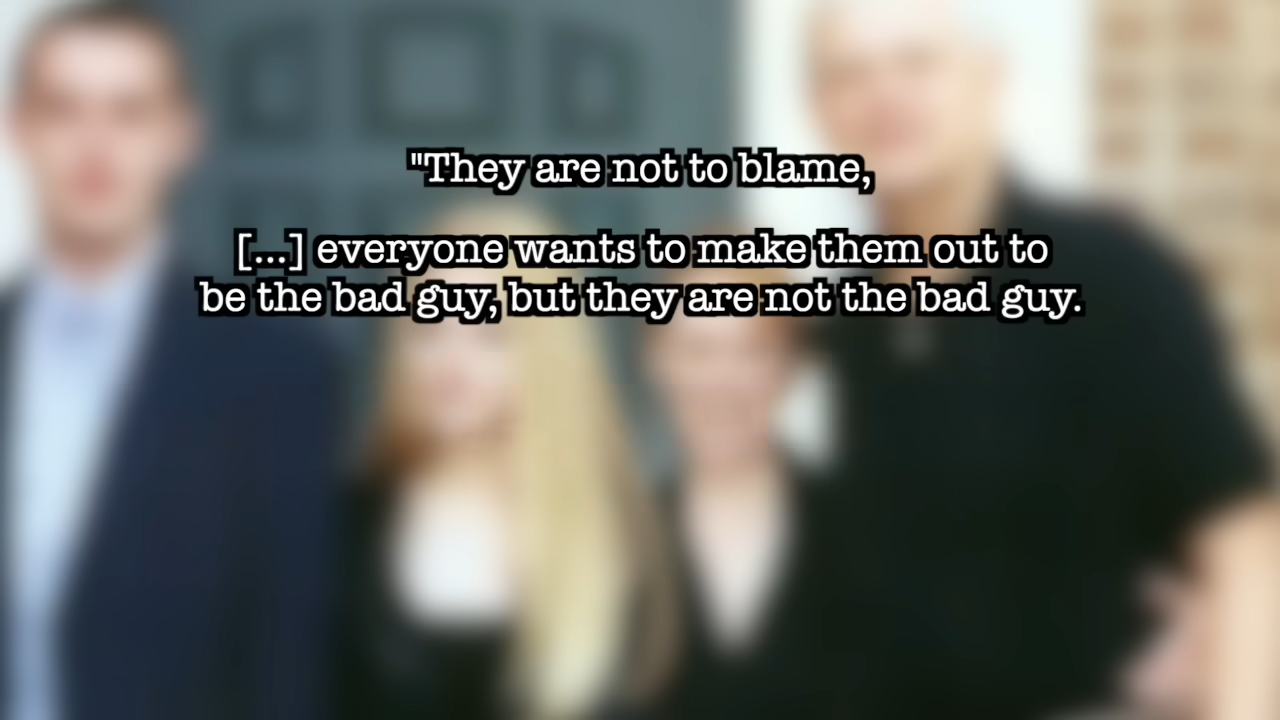 "They are not to blame,
[...] everyone wants to make them out to
be the bad guy, but they are not the bad guy.